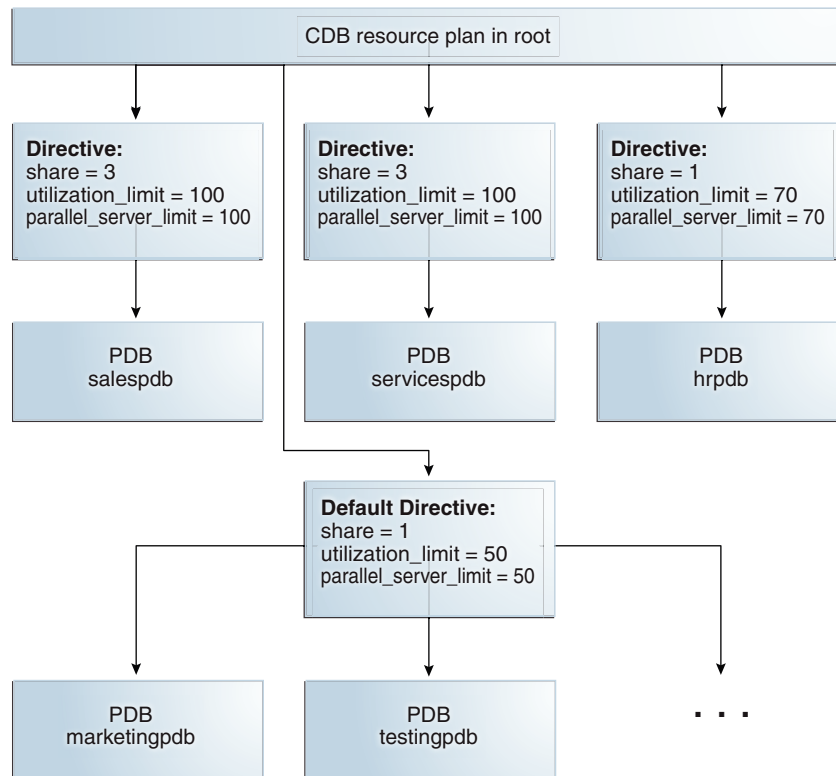 CDB resource plan in root
Directive:
share = 3
utilization_limit = 100
parallel_server_limit = 100
Directive:
share = 3
utilization_limit = 100
parallel_server_limit = 100
Directive:
share = 1
utilization_limit = 70
parallel_server_limit = 70
PDB
salespdb
PDB
servicespdb
PDB
hrpdb
Default Directive:
share = 1
utilization_limit = 50
parallel_server_limit = 50
PDB
marketingpdb
PDB
testingpdb
. . .